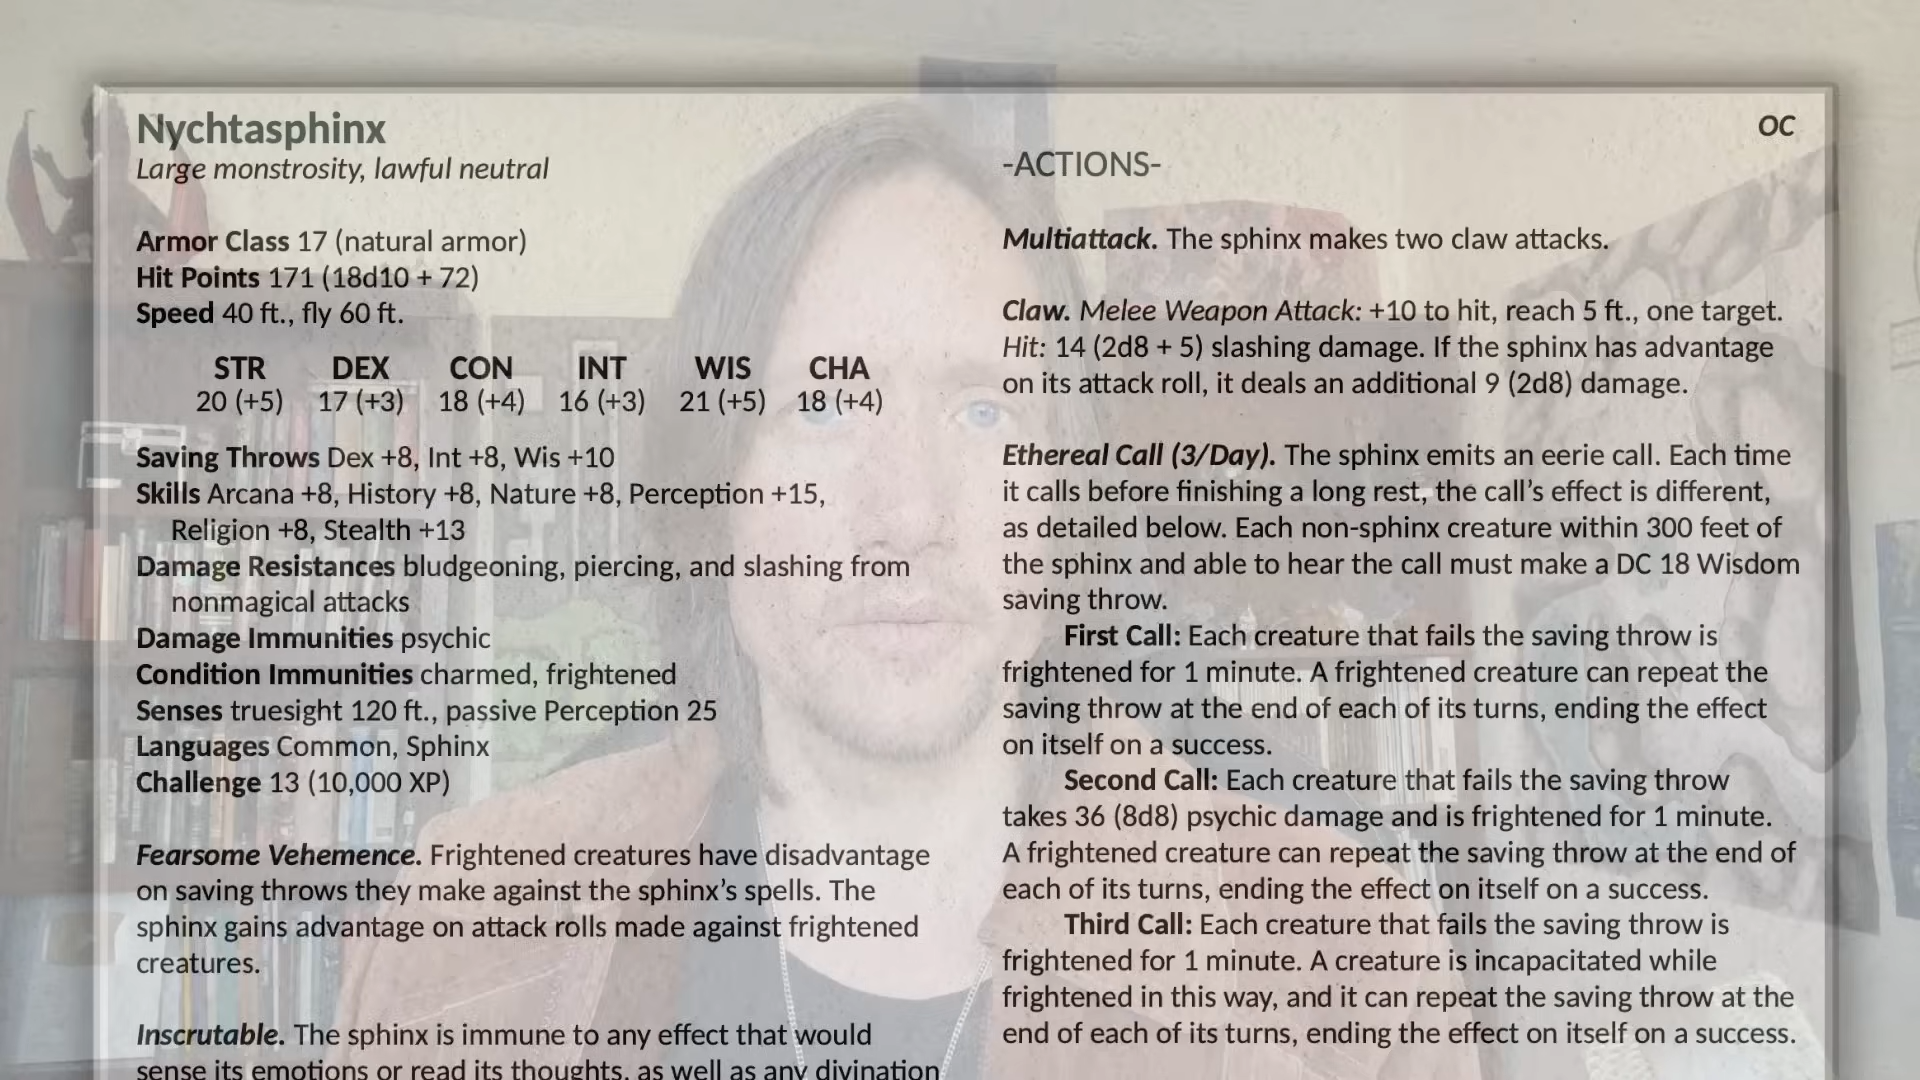 Nychtasphinx
Large monstrosity, lawful neutral
Armor Class 17 (natural armor)
Hit Points 171 (18d10 + 72)
Speed 40 ft., fly 60 ft.
STR DEX CON INT WIS CHA
20 (+5) 17 (+3) 18 (+4) 16 (+3) 21 (+5) 18 (+4)
Saving Throws Dex +8, Int +8, Wis +10
Skills Arcana +8, History +8, Nature +8, Perception +15,
Religion +8, Stealth +13
Damage Resistances bludgeoning, piercing, and slashing from
nonmagical attacks
Damage Immunities psychic
Condition Immunities charmed, frightened
Senses truesight 120 ft., passive Perception 25
Languages Common, Sphinx
Challenge 13 (10,000 XP)
Fearsome Vehemence. Frightened creatures have disadvantage
on saving throws they make against the sphinx's spells. The
sphinx gains advantage on attack rolls made against frightened
creatures.
Inscrutable. The sphinx is immune to any effect that would
sense its emotions or read its thoughts, as well as any divination
OC
-ACTIONS-
Multiattack. The sphinx makes two claw attacks.
Claw. Melee Weapon Attack: +10 to hit, reach 5 ft., one target.
Hit: 14 (2d8 + 5) slashing damage. If the sphinx has advantage
on its attack roll, it deals an additional 9 (2d8) damage.
Ethereal Call (3/Day). The sphinx emits an eerie call. Each time
it calls before finishing a long rest, the call's effect is different,
as detailed below. Each non-sphinx creature within 300 feet of
the sphinx and able to hear the call must make a DC 18 Wisdom
saving throw.
First Call: Each creature that fails the saving throw is
frightened for 1 minute. A frightened creature can repeat the
saving throw at the end of each of its turns, ending the effect
on itself on a success.
Second Call: Each creature that fails the saving throw
takes 36 (8d8) psychic damage and is frightened for 1 minute.
A frightened creature can repeat the saving throw at the end of
each of its turns, ending the effect on itself on a success.
Third Call: Each creature that fails the saving throw is
frightened for 1 minute. A creature is incapacitated while
frightened in this way, and it can repeat the saving throw at the
end of each of its turns, ending the effect on itself on a success.